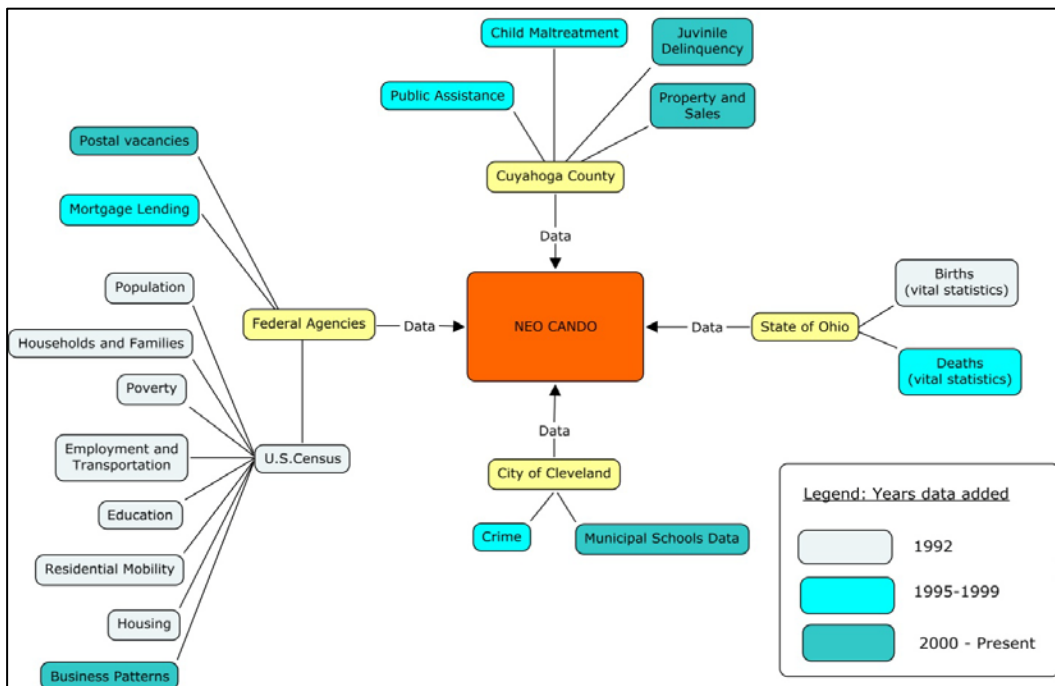 Child Maltreatment
Juvinile
Delinquency
Public Assistance
Property and
Sales
Postal vacancies
Cuyahoga County
Mortgage Lending
Data
Population
Births
(vital statistics)
NEO CANDO
Federal Agencies
Data
Data
State of Ohio
Households and Families
Deaths
(vital statistics)
Poverty
Data
Employment and
Transportation
U.S.Census
City of Cleveland
Legend: Years data added
Education
Crime
Municipal Schools Data
1992
Residential Mobility
1995-1999
Housing
2000 - Present
Business Patterns